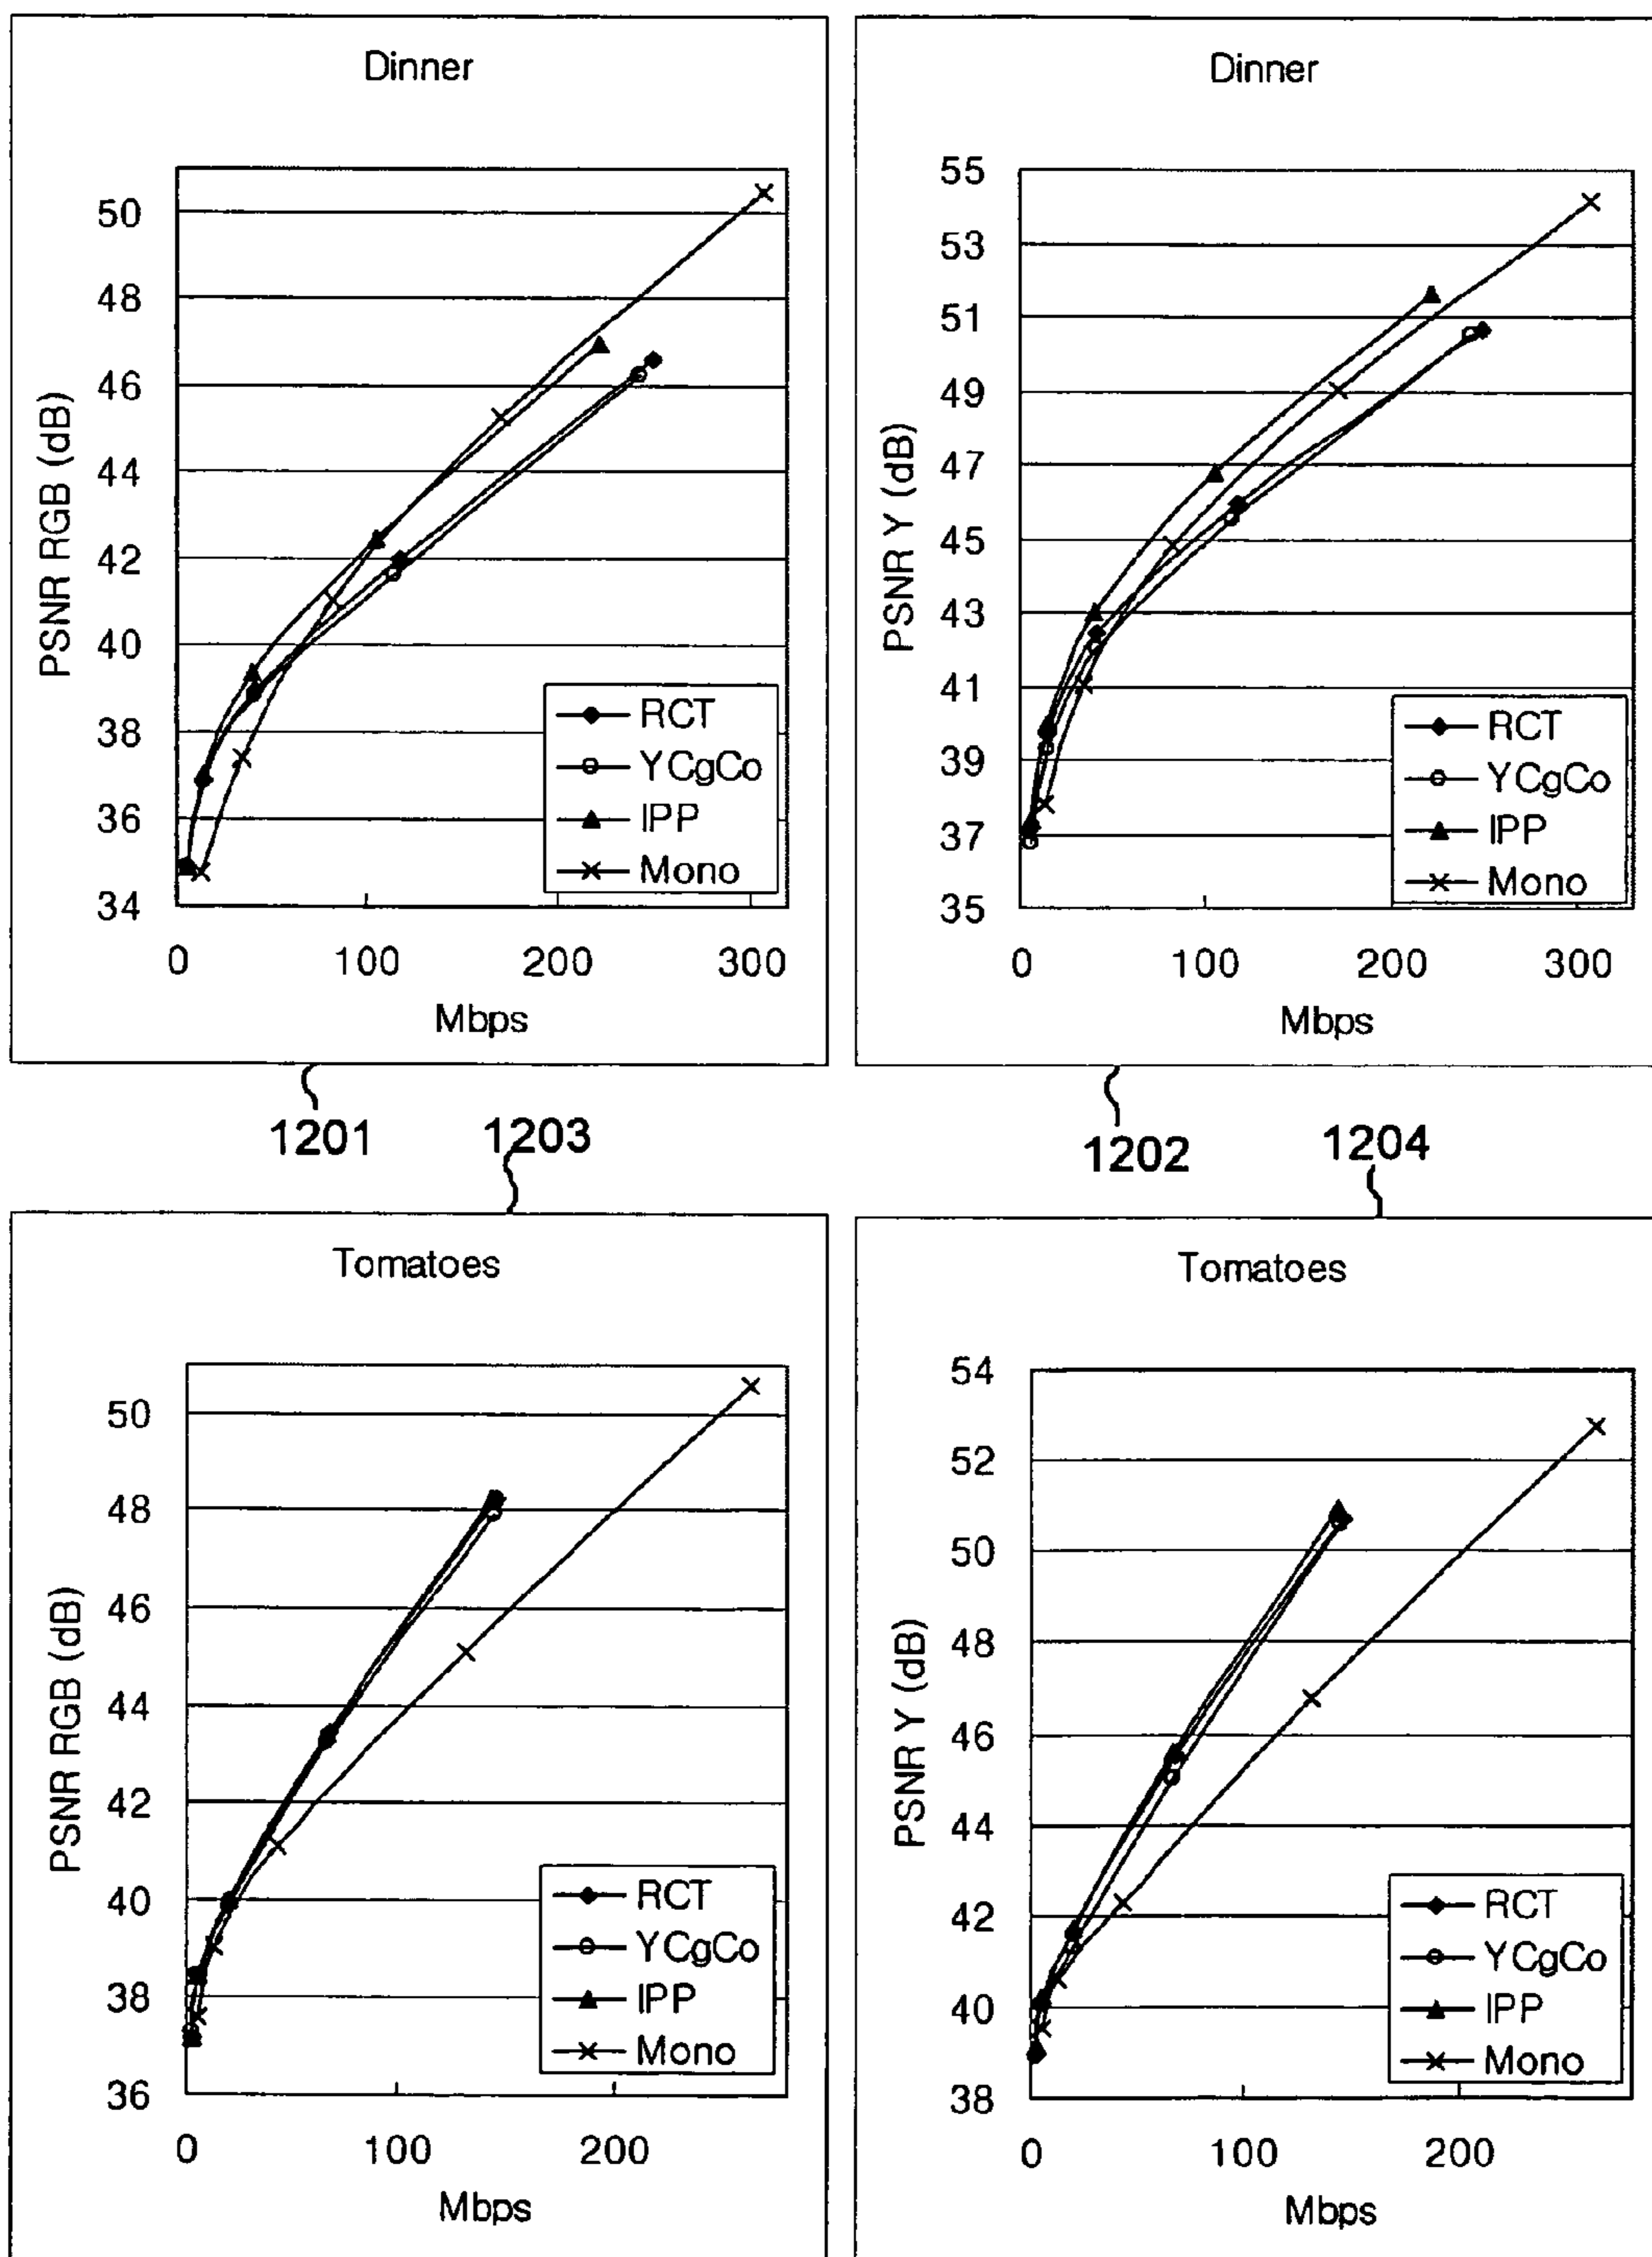 Dinner
PSNR RGB (dB)
50
48
46
44
42
40
38
36
34
0 100 200 300
Mbps
RCT
YCgCo
IPP
Mono
1201
Dinner
PSNR Y (dB)
55
53
51
49
47
45
43
41
39
37
35
0 100 200 300
Mbps
RCT
YCgCo
IPP
Mono
1202
1203
Tomatoes
PSNR RGB (dB)
50
48
46
44
42
40
38
36
0 100 200
Mbps
RCT
YCgCo
IPP
Mono
1204
Tomatoes
PSNR Y (dB)
54
52
50
48
46
44
42
40
38
0 100 200
Mbps
RCT
YCgCo
IPP
Mono